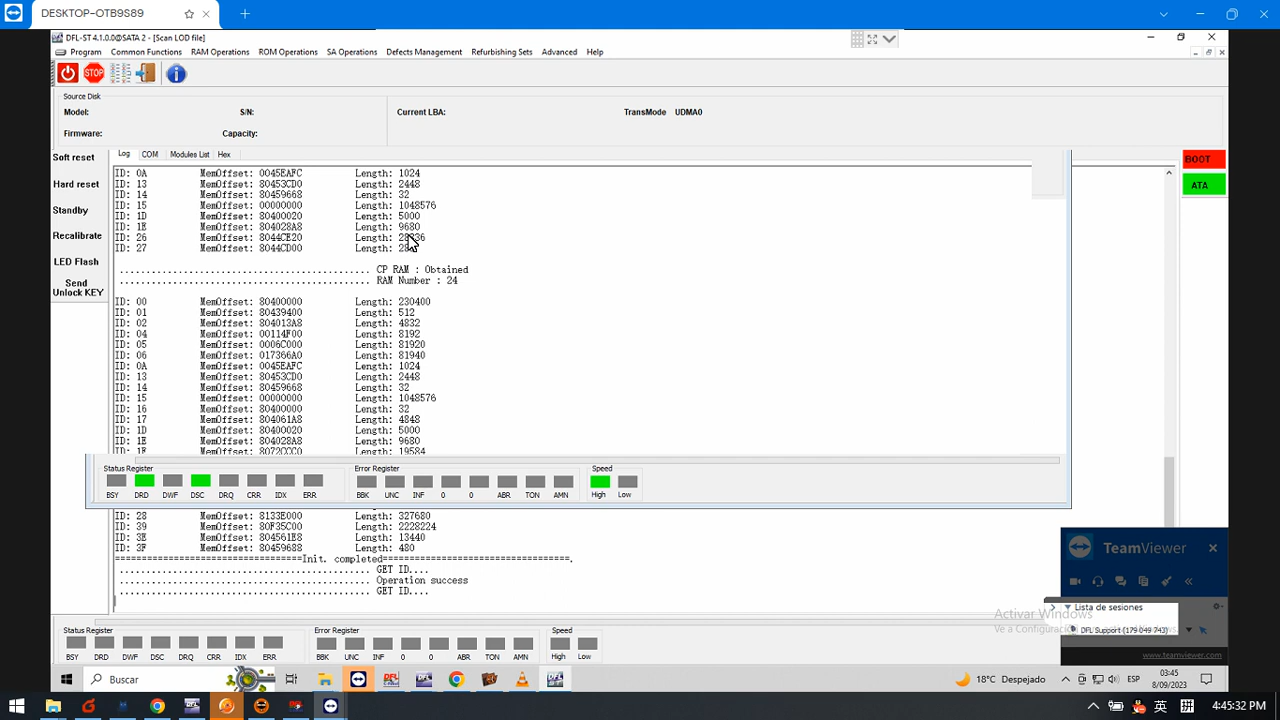 DESKTOP-OTB9S89
DFL-ST 4.1.0.0@SATA 2 - [Scan LOD file]
Program Common Functions RAM Operations ROM Operations SA Operations Defects Management Refurbishing Sets Advanced Help
STOP
Source Disk
Model: S/N: Current LBA: TransMode UDMA0
Firmware: Capacity:
Soft reset
Hard reset
Standby
Recalibrate
LED Flash
Send
Unlock KEY
Log COM Modules List Hex
BOOT
ATA
ID: 0A MemOffset: 0045EAFC Length: 1024
ID: 13 MemOffset: 80453CD0 Length: 2448
ID: 14 MemOffset: 80459668 Length: 32
ID: 15 MemOffset: 00000000 Length: 1048576
ID: 1D MemOffset: 80400020 Length: 5000
ID: 1E MemOffset: 804028A8 Length: 9680
ID: 26 MemOffset: 8044CE20 Length:
ID: 27 MemOffset: 8044CD00 Length:
CP RAM : Obtained
RAM Number : 24
ID: 00 MemOffset: 80400000 Length: 230400
ID: 01 MemOffset: 80439400 Length: 512
ID: 02 MemOffset: 804013A8 Length: 4832
ID: 04 MemOffset: 00114F00 Length: 8192
ID: 05 MemOffset: 0006C000 Length: 81920
ID: 06 MemOffset: 017366A0 Length: 81940
ID: 0A MemOffset: 0045EAFC Length: 1024
ID: 13 MemOffset: 80453CD0 Length: 2448
ID: 14 MemOffset: 80459668 Length: 32
ID: 15 MemOffset: 00000000 Length: 1048576
ID: 16 MemOffset: 80400000 Length: 32
ID: 17 MemOffset: 804061A8 Length: 4848
ID: 1D MemOffset: 80400020 Length: 5000
ID: 1E MemOffset: 804028A8 Length: 9680
ID: 1F MemOffset: 8072CCC0 Length: 19584
Status Register Error Register Speed
BSY DRD DWF DSC DRQ CRR IDX ERR BBK UNC INF 0 0 ABR TON AMN High Low
ID: 28 MemOffset: 8133E000 Length: 327680
ID: 39 MemOffset: 80F35C00 Length: 2228224
ID: 3E MemOffset: 804561E8 Length: 13440
ID: 3F MemOffset: 80459688 Length: 480
================================Init. completed================================.
GET ID....
Operation success
GET ID....
TeamViewer
Lista de sesiones
DFL Support (179 049 743)
www.teamviewer.com
Activar Windows
Ve a Configuración
Status Register Error Register Speed
BSY DRD DWF DSC DRQ CRR IDX ERR BBK UNC INF 0 0 ABR TON AMN High Low
Buscar
DFL
18°C Despejado
ESP
03:45
8/09/2023
英
拼
4:45:32 PM